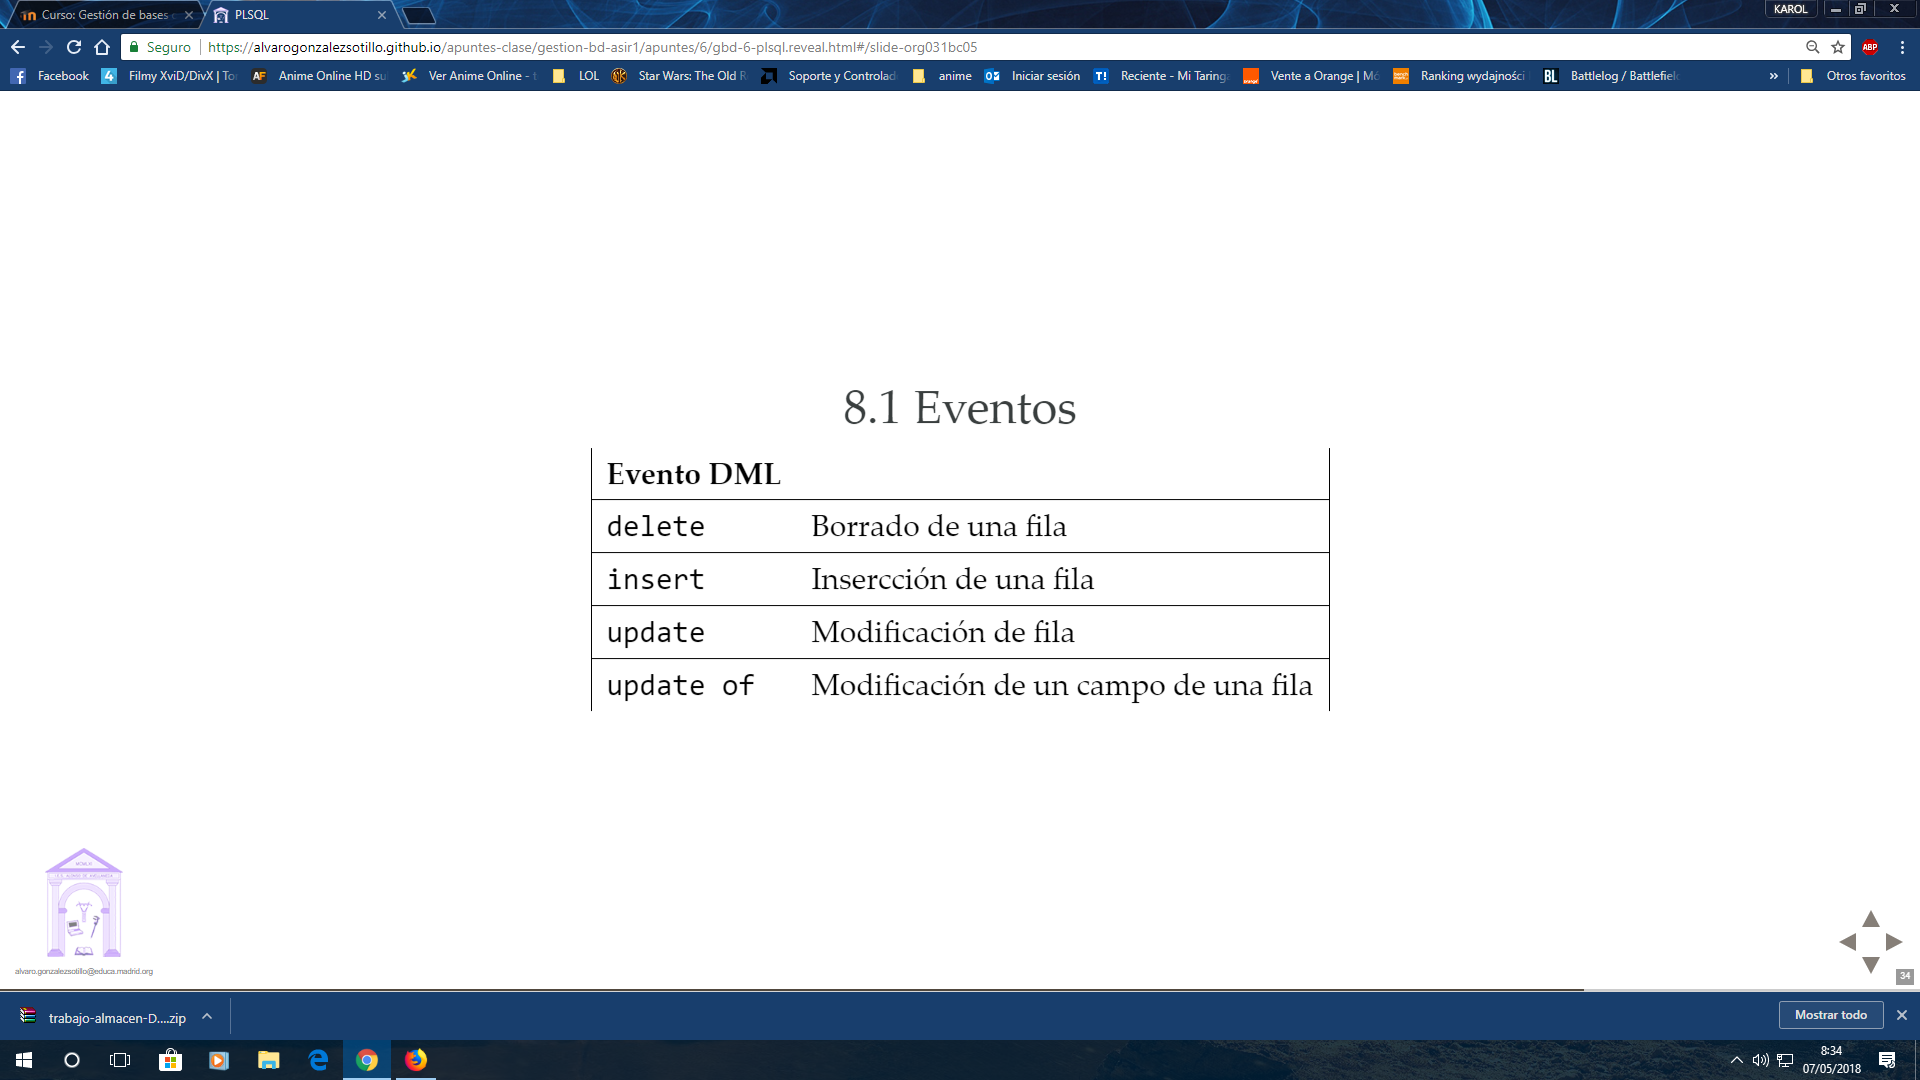 Curso: Gestión de bases
PLSQL
KAROL
Seguro
https://alvarogonzalezsotillo.github.io/apuntes-clase/gestion-bd-asir1/apuntes/6/gbd-6-plsql.reveal.html#/slide-org031bc05
ABP
Facebook
Filmy XviD/DivX | To
Anime Online HD su
Ver Anime Online - t
LOL
Star Wars: The Old R
Soporte y Controlad
anime
Iniciar sesión
Reciente - Mi Taringa
Vente a Orange | Mó
Ranking wydajności
Battlelog / Battlefiel
»
Otros favoritos
8.1 Eventos
Evento DML
delete Borrado de una fila
insert Insercción de una fila
update Modificación de fila
update of Modificación de un campo de una fila
alvaro.gonzalezsotillo@educa.madrid.org
34
trabajo-almacen-D....zip
Mostrar todo
8:34
07/05/2018